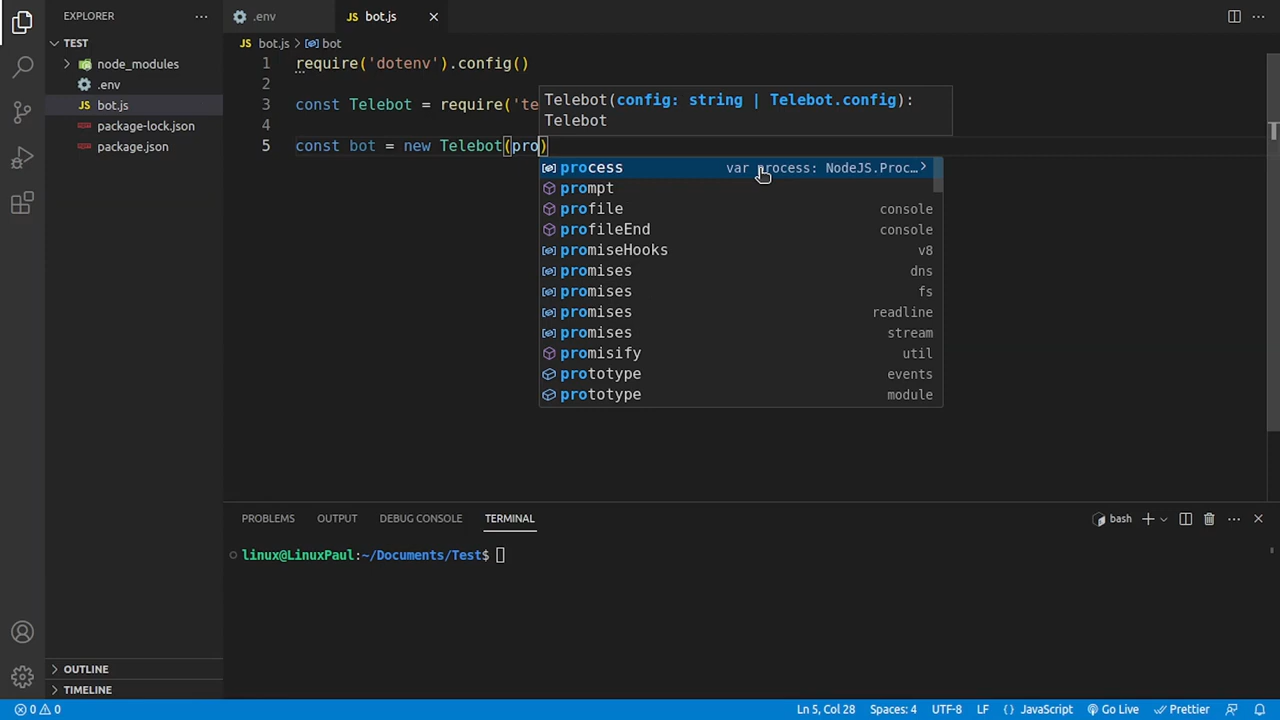 EXPLORER
.env
bot.js
TEST
bot.js > bot
node_modules
.env
bot.js
package-lock.json
package.json
1 require('dotenv').config()
2
3 const Telebot = require('te
4
5 const bot = new Telebot(pro)
Telebot(config: string | Telebot.config):
Telebot
process var process: NodeJS.Proc…
prompt
profile console
profileEnd console
promiseHooks v8
promises dns
promises fs
promises readline
promises stream
promisify util
prototype events
prototype module
PROBLEMS OUTPUT DEBUG CONSOLE TERMINAL
bash
linux@LinuxPaul:~/Documents/Test$
OUTLINE
TIMELINE
0 0 Ln 5, Col 28 Spaces: 4 UTF-8 LF {} JavaScript Go Live Prettier